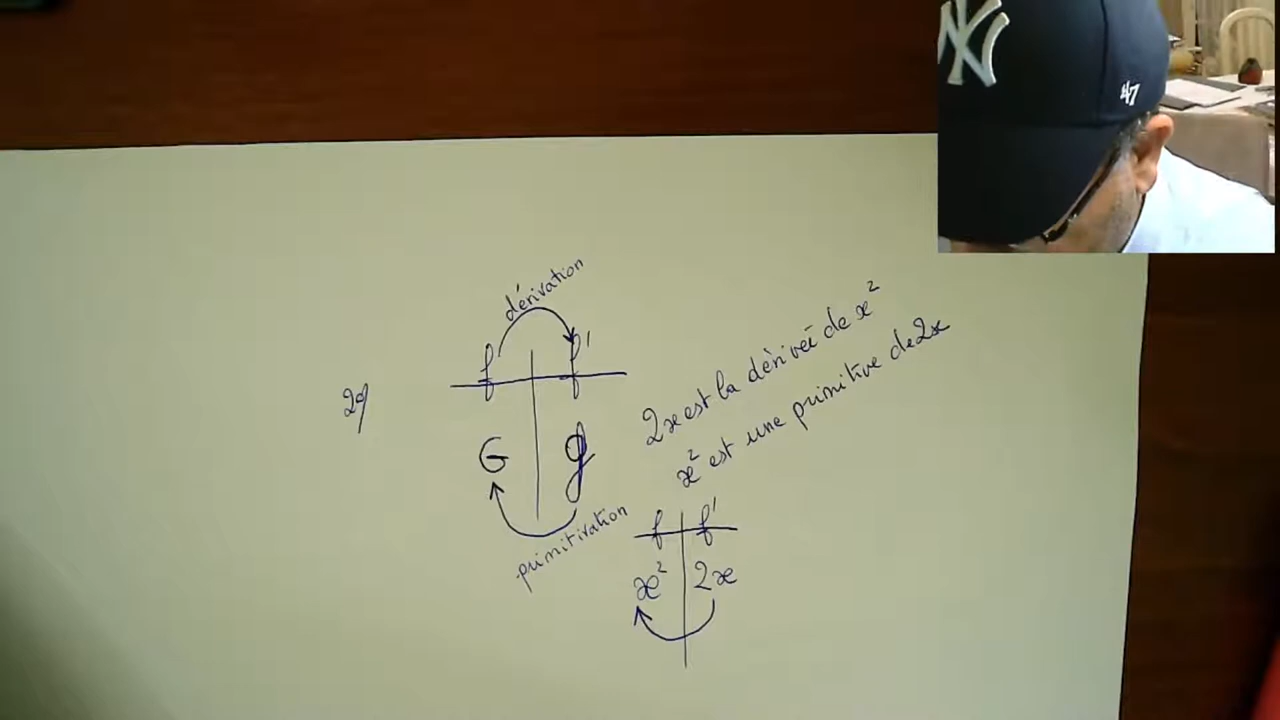 NY
47
dérivation
f f'
2x est la dérivée de x²
x² est une primitive de 2x
G g
primitivation
f f'
x² 2x